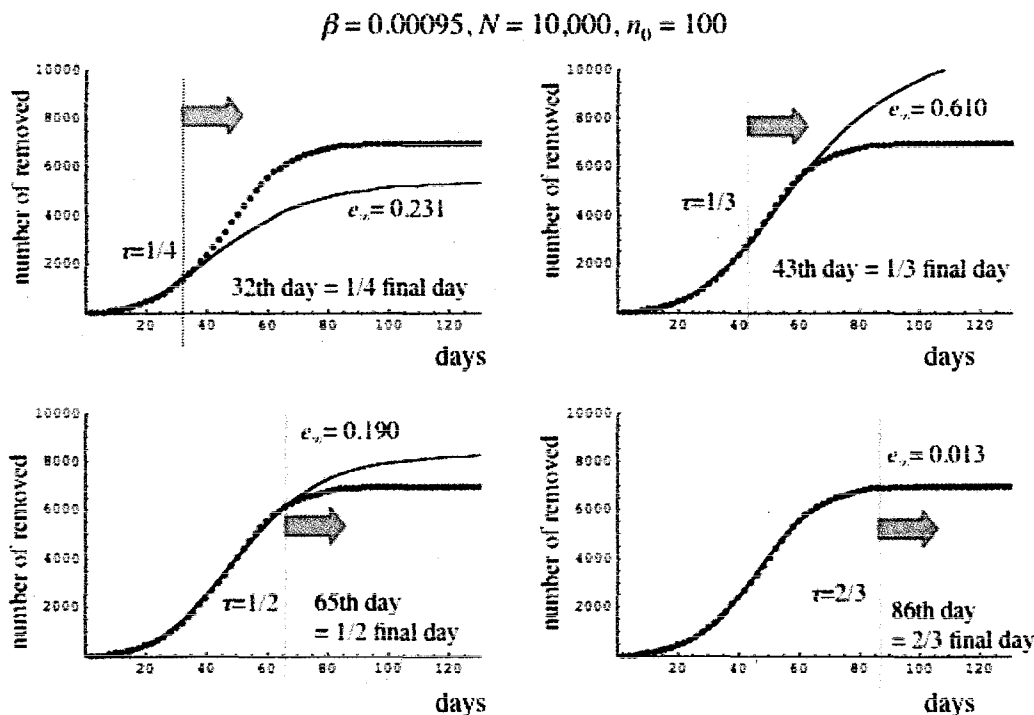 β = 0.00095, N = 10,000, n₀ = 100
number of removed
10000
8000
6000
4000
2000
τ=1/4
e∞= 0.231
32th day = 1/4 final day
20 40 60 80 100 120
days
number of removed
10000
8000
6000
4000
2000
e∞= 0.610
τ=1/3
43th day = 1/3 final day
20 40 60 80 100 120
days
number of removed
10000
8000
6000
4000
2000
e∞= 0.190
τ=1/2
65th day
= 1/2 final day
20 40 60 80 100 120
days
number of removed
10000
8000
6000
4000
2000
e∞= 0.013
τ=2/3
86th day
= 2/3 final day
20 40 60 80 100 120
days